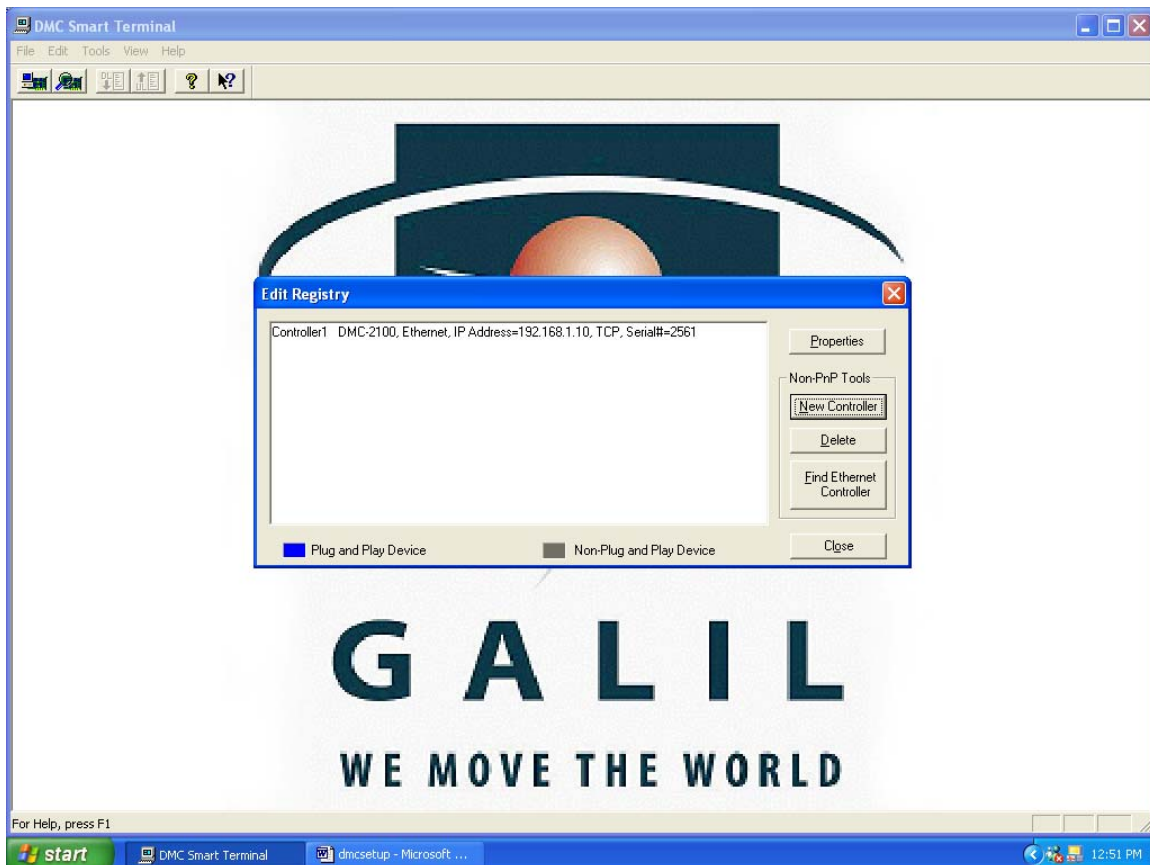 DMC Smart Terminal
File Edit Tools View Help
DL
Edit Registry
Controller1 DMC-2100, Ethernet, IP Address=192.168.1.10, TCP, Serial#=2561
Properties
Non-PnP Tools
New Controller
Delete
Find Ethernet
Controller
Plug and Play Device
Non-Plug and Play Device
Close
GALIL
WE MOVE THE WORLD
For Help, press F1
start
DMC Smart Terminal
dmcsetup - Microsoft ...
12:51 PM